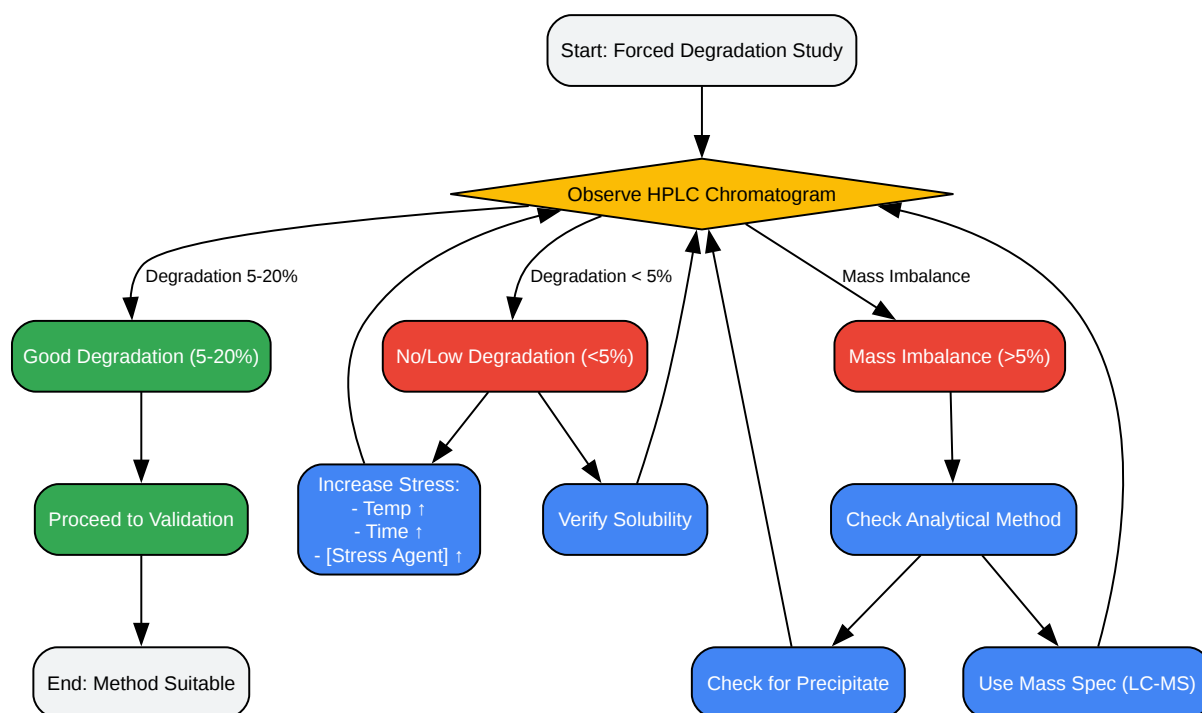 Start: Forced Degradation Study
Observe HPLC Chromatogram
Degradation 5-20%
Degradation < 5%
Mass Imbalance
Good Degradation (5-20%)
No/Low Degradation (<5%)
Mass Imbalance (>5%)
Increase Stress:
- Temp ↑
- Time ↑
- [Stress Agent] ↑
Proceed to Validation
Verify Solubility
Check Analytical Method
End: Method Suitable
Check for Precipitate
Use Mass Spec (LC-MS)